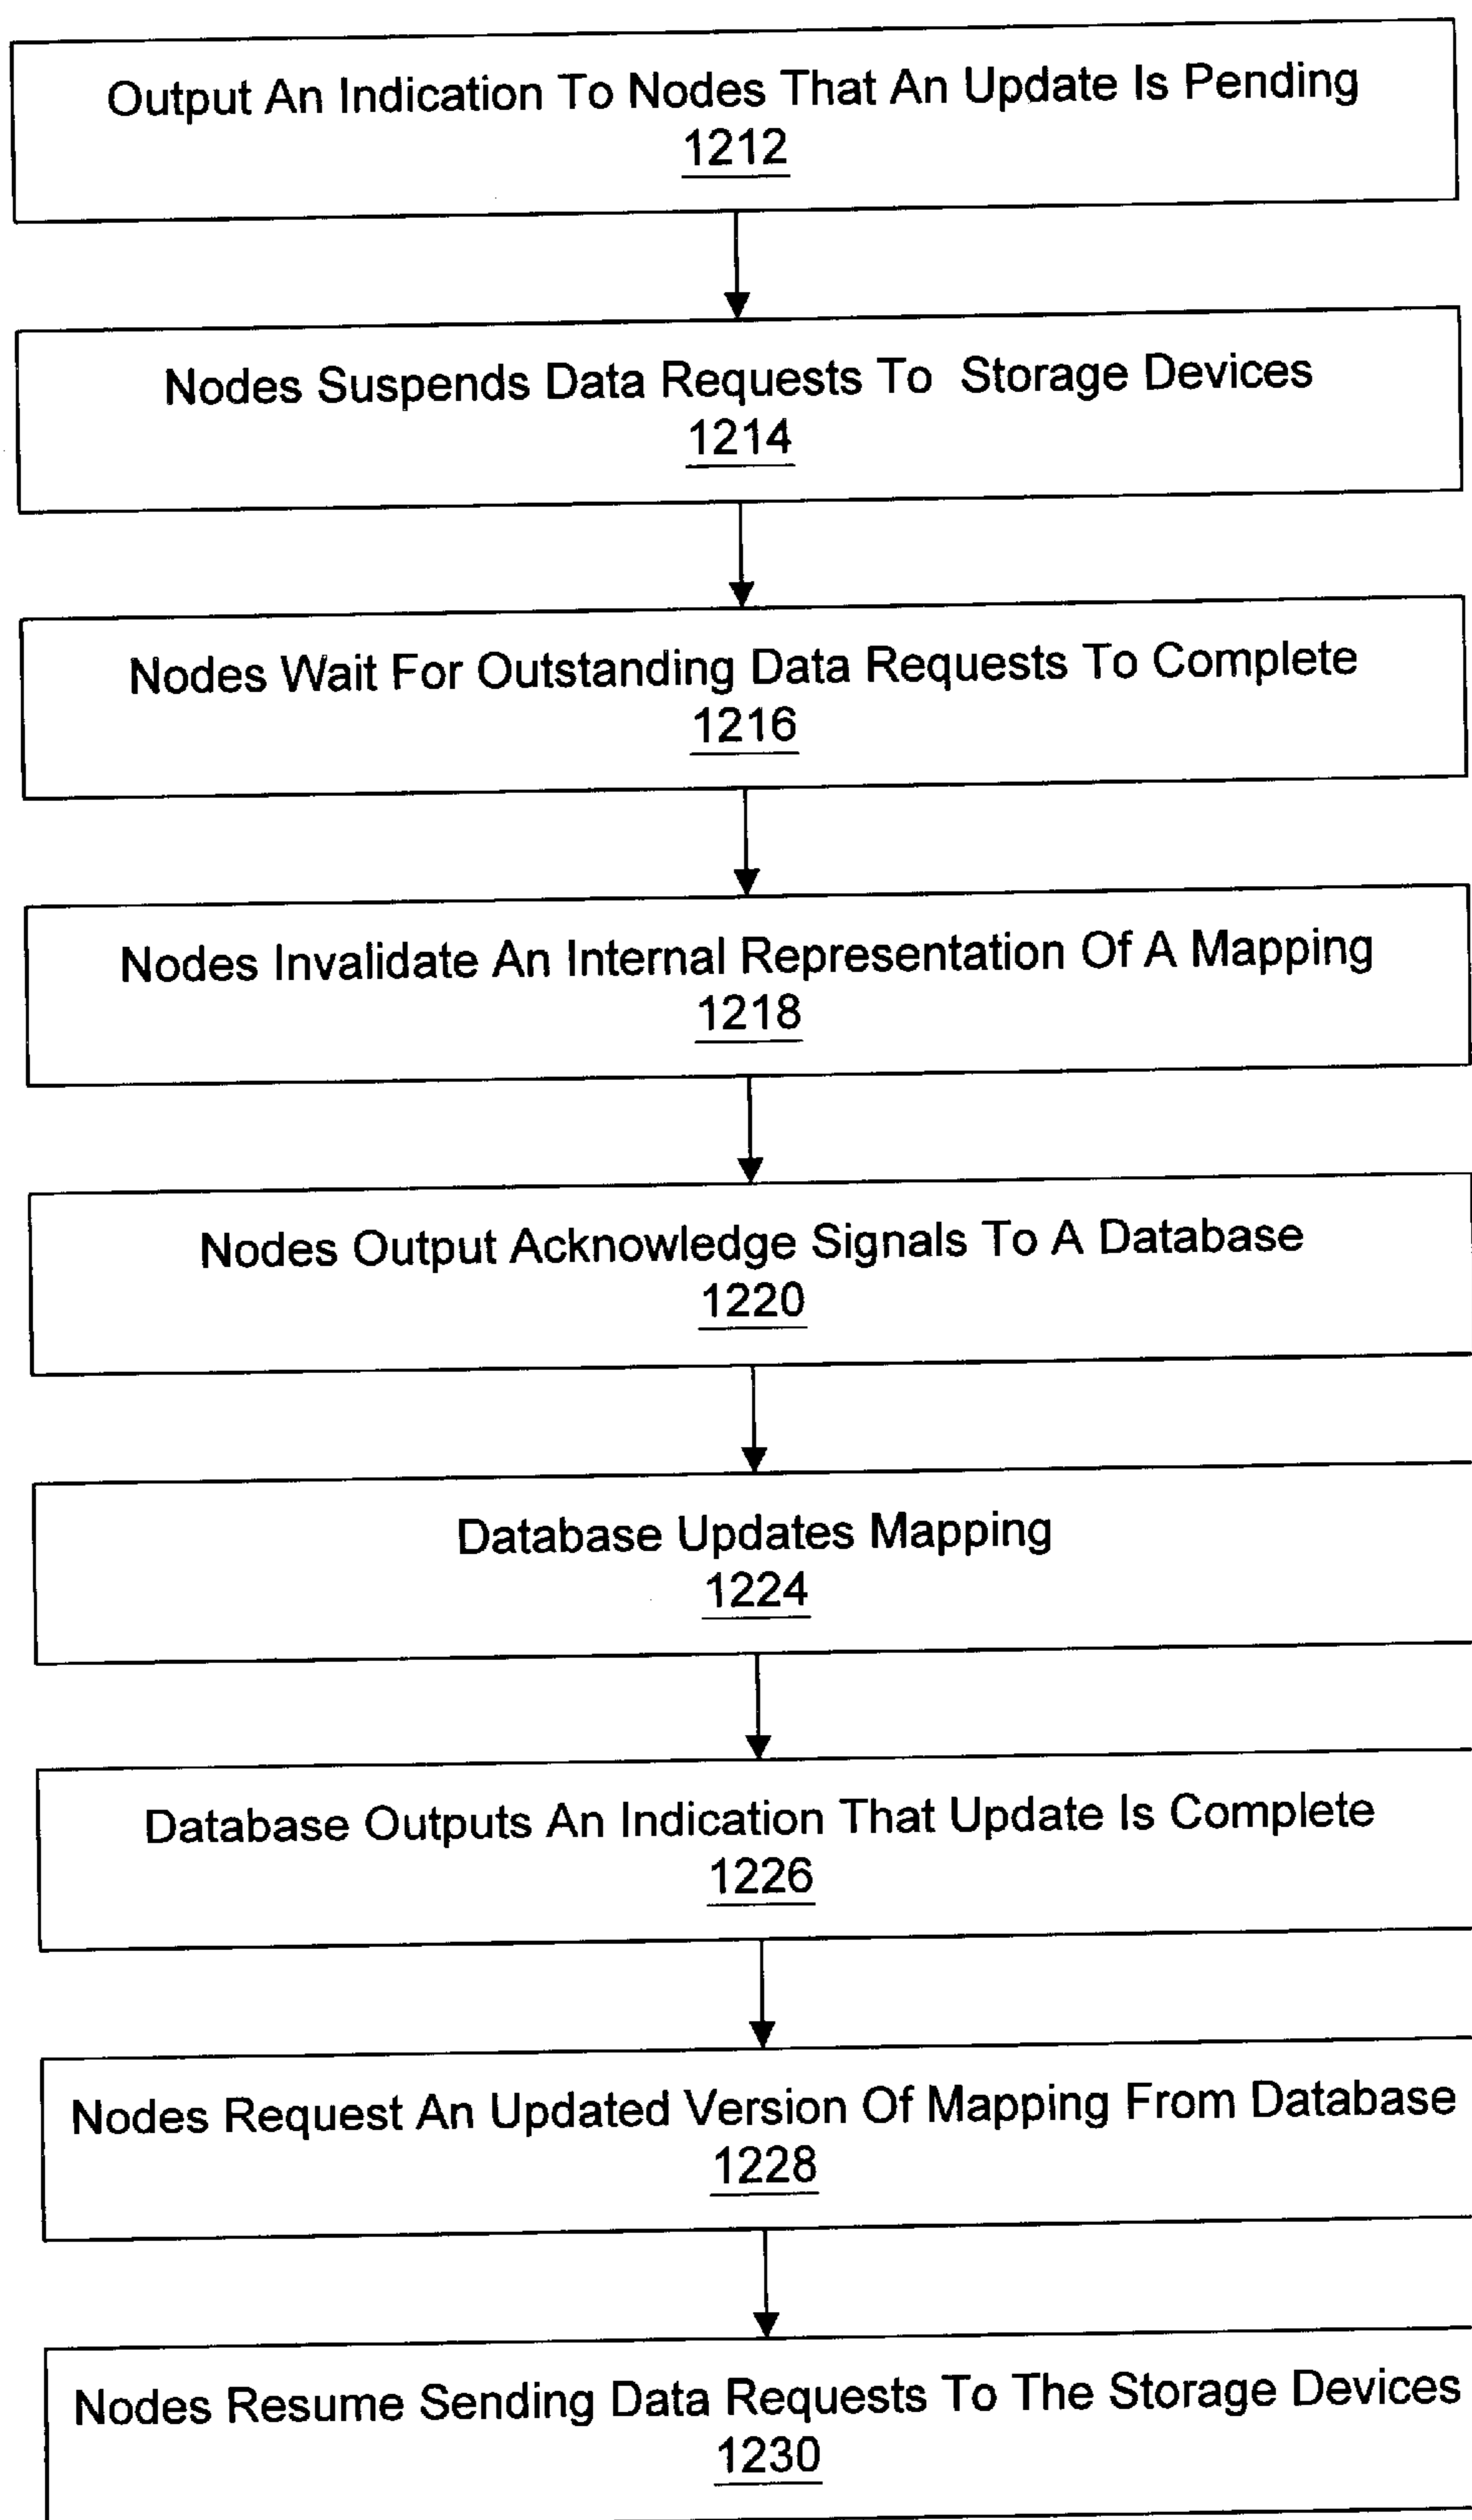 Output An Indication To Nodes That An Update Is Pending
1212
Nodes Suspends Data Requests To Storage Devices
1214
Nodes Wait For Outstanding Data Requests To Complete
1216
Nodes Invalidate An Internal Representation Of A Mapping
1218
Nodes Output Acknowledge Signals To A Database
1220
Database Updates Mapping
1224
Database Outputs An Indication That Update Is Complete
1226
Nodes Request An Updated Version Of Mapping From Database
1228
Nodes Resume Sending Data Requests To The Storage Devices
1230